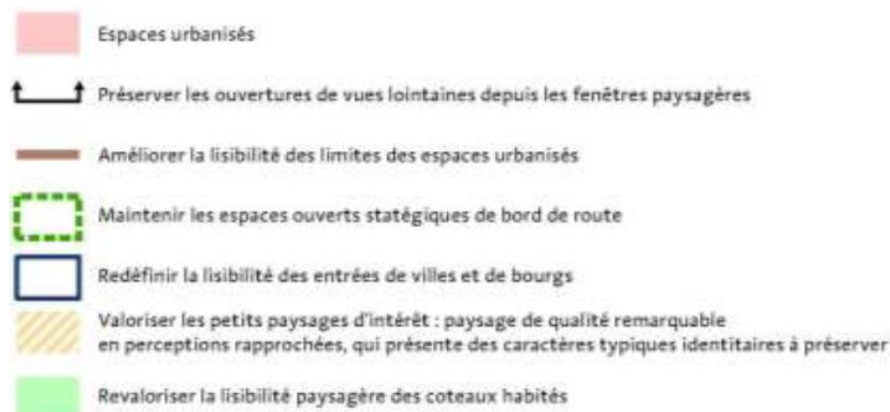 Espaces urbanisés
Préserver les ouvertures de vues lointaines depuis les fenêtres paysagères
Améliorer la lisibilité des limites des espaces urbanisés
Maintenir les espaces ouverts statégiques de bord de route
Redéfinir la lisibilité des entrées de villes et de bourgs
Valoriser les petits paysages d'intérêt : paysage de qualité remarquable
en perceptions rapprochées, qui présente des caractères typiques identitaires à préserver
Revaloriser la lisibilité paysagère des coteaux habités